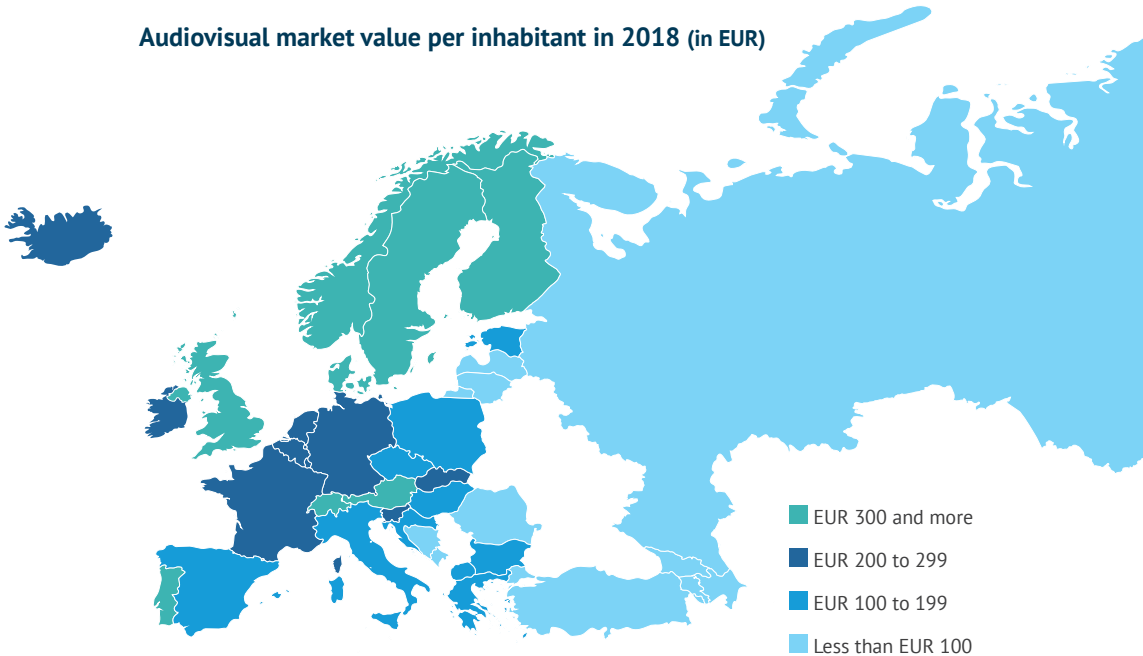 Audiovisual market value per inhabitant in 2018 (in EUR)
EUR 300 and more
EUR 200 to 299
EUR 100 to 199
Less than EUR 100